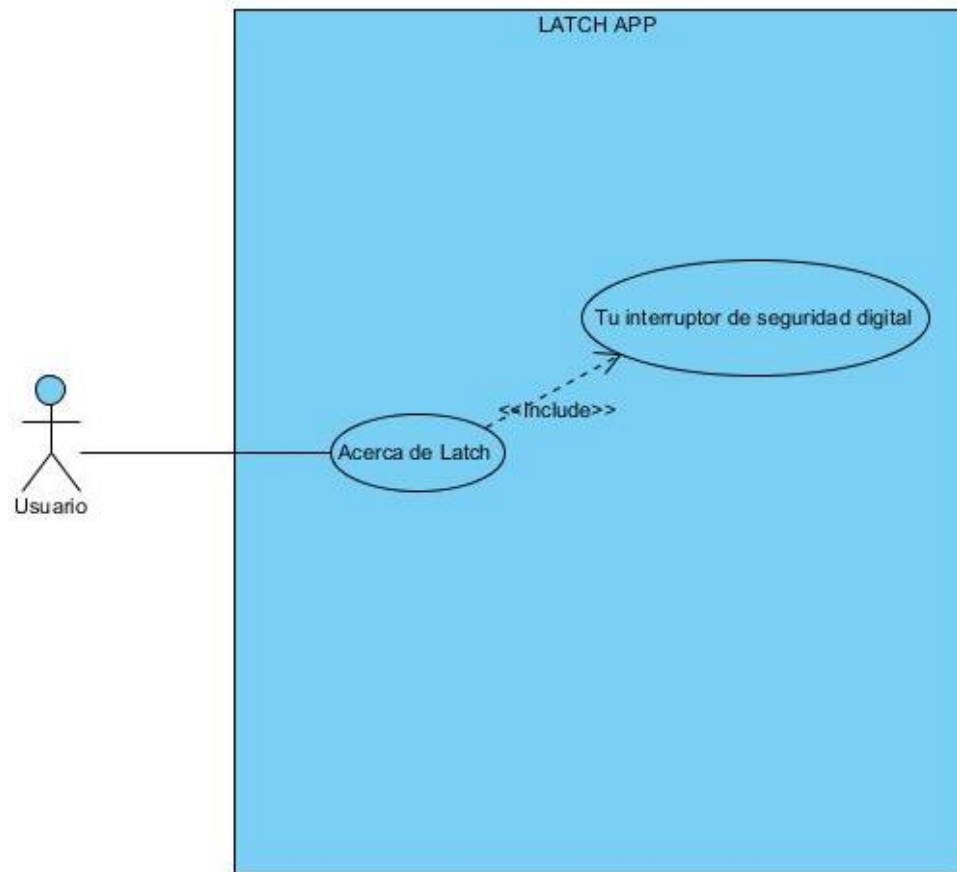 LATCH APP
Tu interruptor de seguridad digital
<<Include>>
Acerca de Latch
Usuario